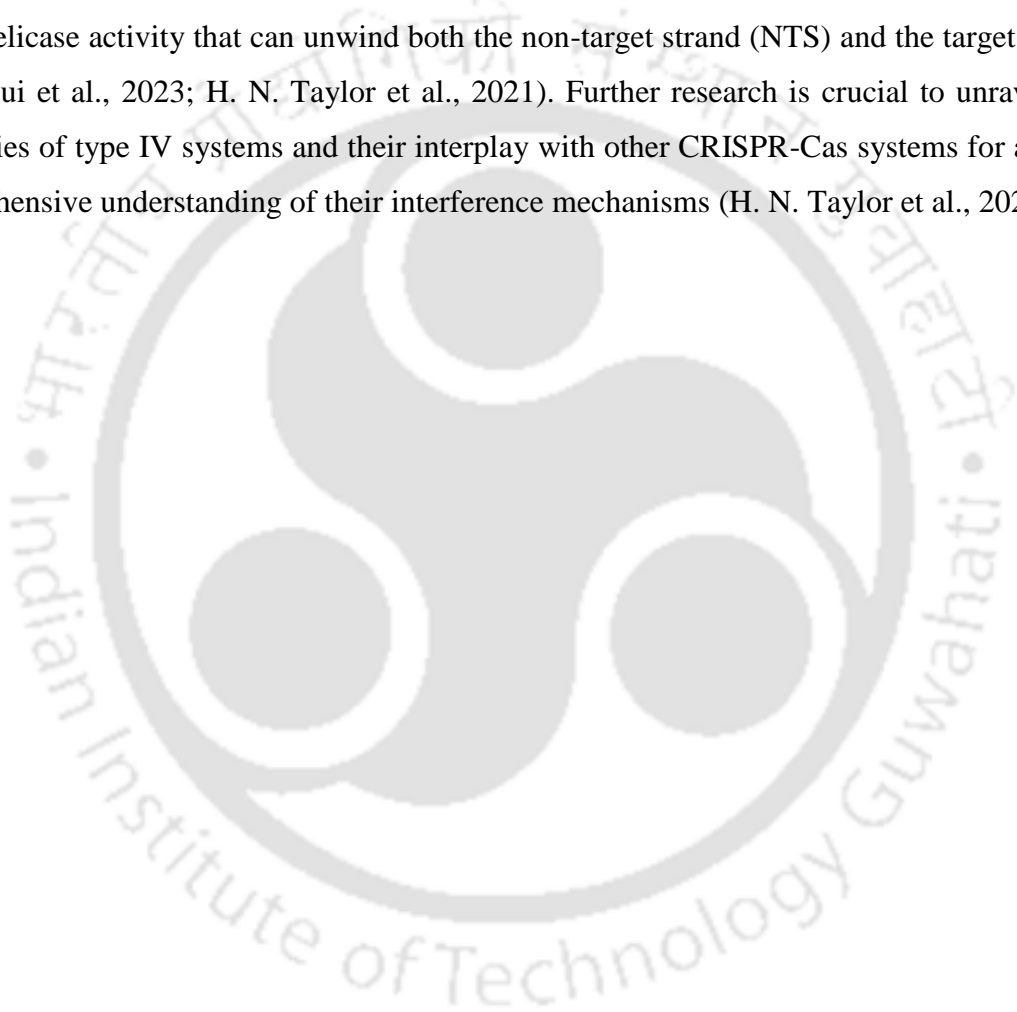 elicase activity that can unwind both the non-target strand (NTS) and the target
ui et al., 2023; H. N. Taylor et al., 2021). Further research is crucial to unrav
ies of type IV systems and their interplay with other CRISPR-Cas systems for a
hensive understanding of their interference mechanisms (H. N. Taylor et al., 202
• Indian Institute of Technology Guwahati •